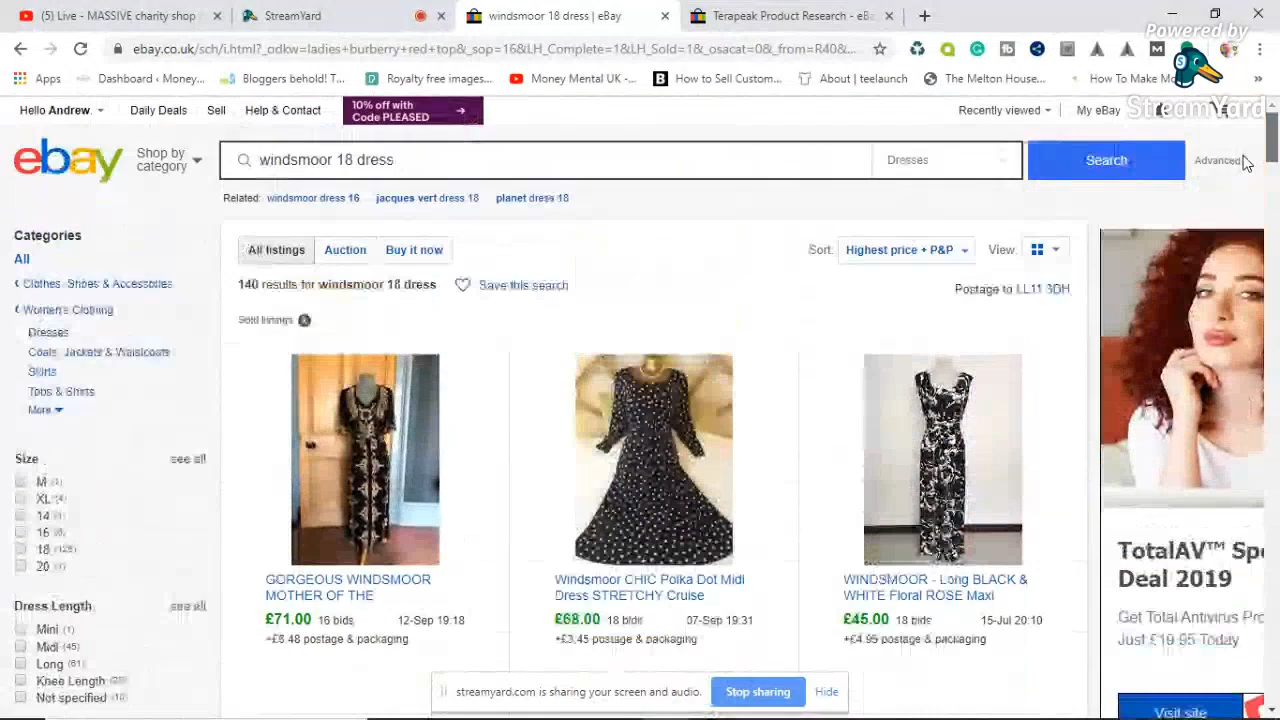 (5) Live - MASSIVE charity shop
StreamYard
windsmoor 18 dress | eBay
Terapeak Product Research - eB
Powered by
StreamYard
ebay.co.uk/sch/i.html?_odkw=ladies+burberry+red+top&_sop=16&LH_Complete=1&LH_Sold=1&_osacat=0&_from=R40&...
Apps
Dashboard ‹ Money...
Bloggers behold! T...
Royalty free images...
Money Mental UK -...
How to Sell Custom...
About | teelaunch
The Melton House...
How To Make Mo
Hello Andrew.
Daily Deals
Sell
Help & Contact
10% off with
Code PLEASED
Recently viewed
My eBay
ebay
Shop by
category
windsmoor 18 dress
Dresses
Search
Advanced
Related:
windsmoor dress 16
jacques vert dress 18
planet dress 18
Categories
All
Clothes, Shoes & Accessories
Women's Clothing
Dresses
Coats, Jackets & Waistcoats
Skirts
Tops & Shirts
More
All listings
Auction
Buy it now
Sort:
Highest price + P&P
View:
140 results for windsmoor 18 dress
Save this search
Postage to LL11 3DH
Sold listings
Size
see all
M (1)
XL (4)
14
16
18 (125)
20
Dress Length
see all
Mini (1)
Midi (45)
Long (61)
Knee Length
Not specified (10)
GORGEOUS WINDSMOOR
MOTHER OF THE
£71.00 16 bids 12-Sep 19:18
+£6.48 postage & packaging
Windsmoor CHIC Polka Dot Midi
Dress STRETCHY Cruise
£68.00 18 bids 07-Sep 19:31
+£3.45 postage & packaging
WINDSMOOR - Long BLACK &
WHITE Floral ROSE Maxi
£45.00 18 bids 15-Jul 20:10
+£4.95 postage & packaging
TotalAV™ Spe
Deal 2019
Get Total Antivirus Pro
Just £19.95 Today
Visit site
streamyard.com is sharing your screen and audio.
Stop sharing
Hide